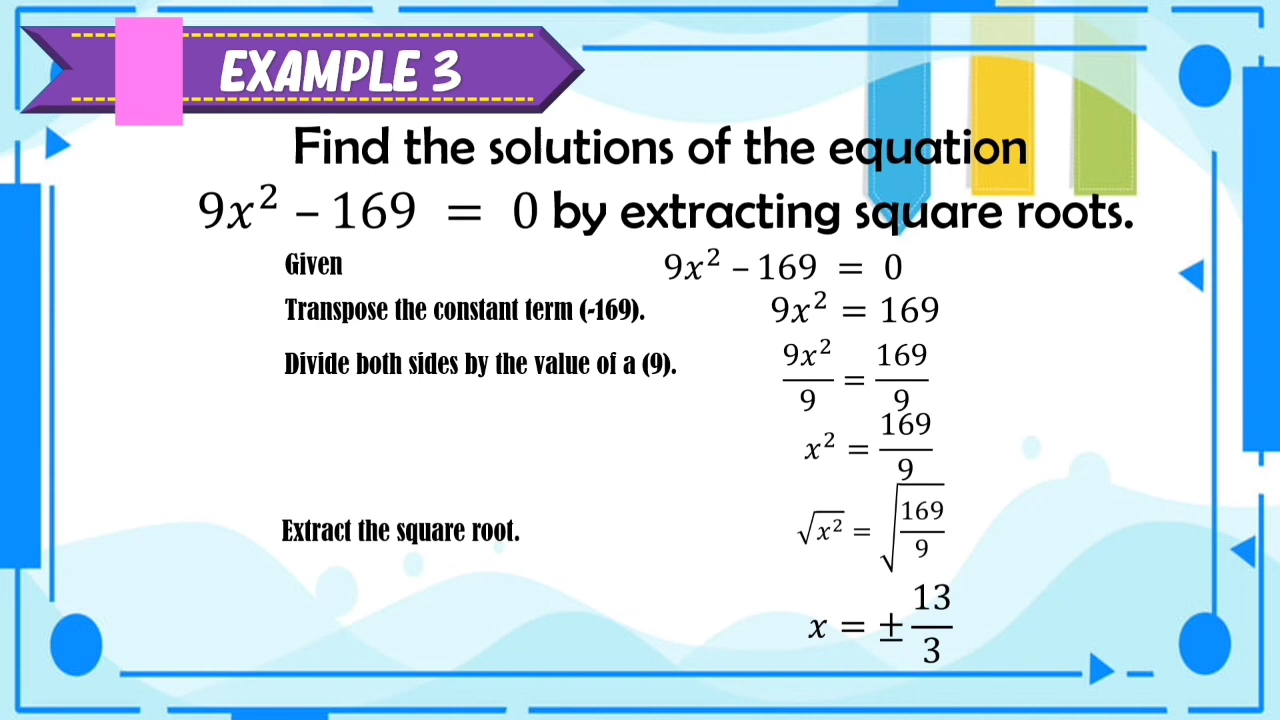 EXAMPLE 3
Find the solutions of the equation
9x² – 169 = 0 by extracting square roots.
Given 9x² – 169 = 0
Transpose the constant term (-169). 9x² = 169
Divide both sides by the value of a (9). 9x²/9 = 169/9
x² = 169/9
Extract the square root. √x² = √169/9
x = ± 13/3